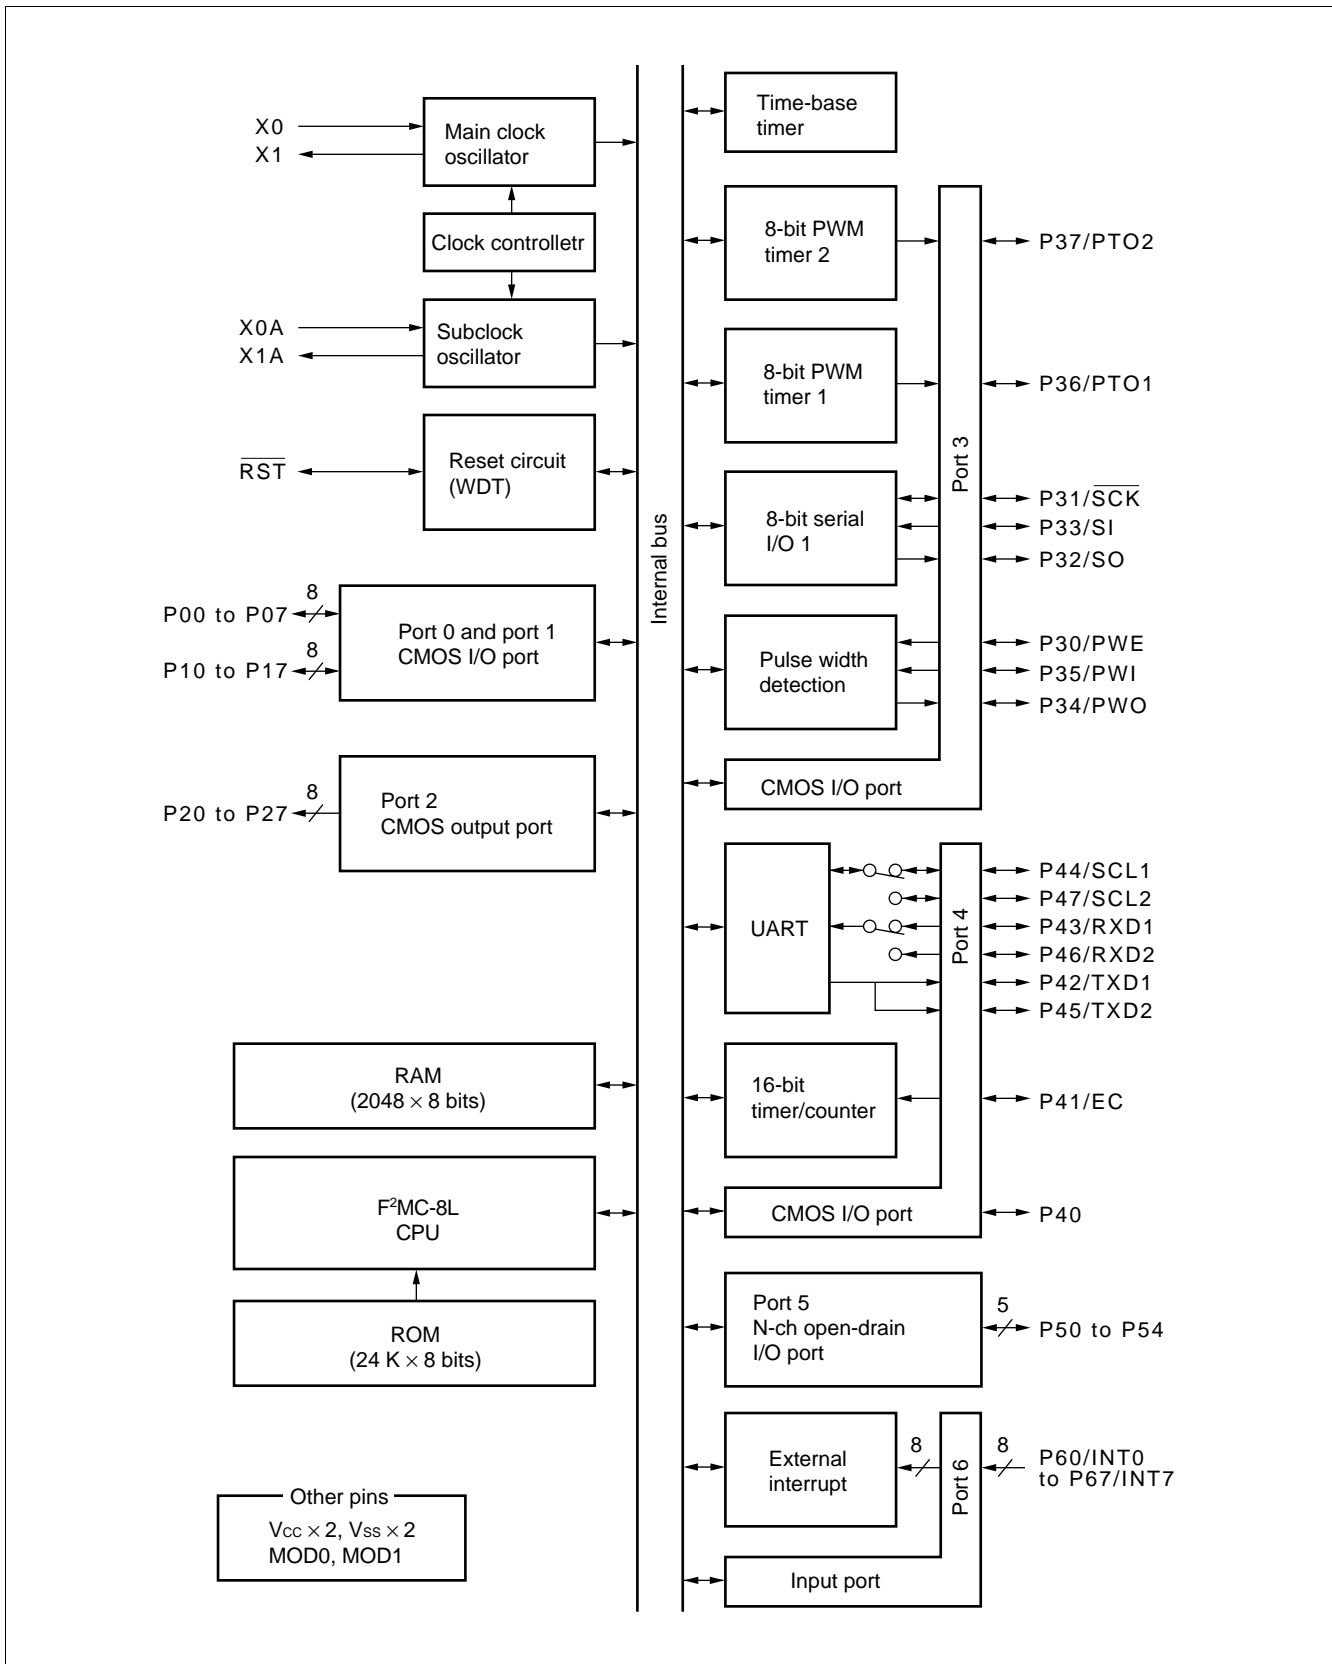 X0
X1
Main clock
oscillator
Clock controlletr
X0A
X1A
Subclock
oscillator
RST
Reset circuit
(WDT)
P00 to P07
8
P10 to P17
8
Port 0 and port 1
CMOS I/O port
P20 to P27
8
Port 2
CMOS output port
RAM
(2048 × 8 bits)
F²MC-8L
CPU
ROM
(24 K × 8 bits)
Other pins
VCC × 2, VSS × 2
MOD0, MOD1
Internal bus
Time-base
timer
8-bit PWM
timer 2
P37/PTO2
8-bit PWM
timer 1
P36/PTO1
Port 3
8-bit serial
I/O 1
P31/SCK
P33/SI
P32/SO
Pulse width
detection
P30/PWE
P35/PWI
P34/PWO
CMOS I/O port
UART
Port 4
P44/SCL1
P47/SCL2
P43/RXD1
P46/RXD2
P42/TXD1
P45/TXD2
16-bit
timer/counter
P41/EC
CMOS I/O port
P40
Port 5
N-ch open-drain
I/O port
5
P50 to P54
External
interrupt
8
Port 6
8
P60/INT0
to P67/INT7
Input port